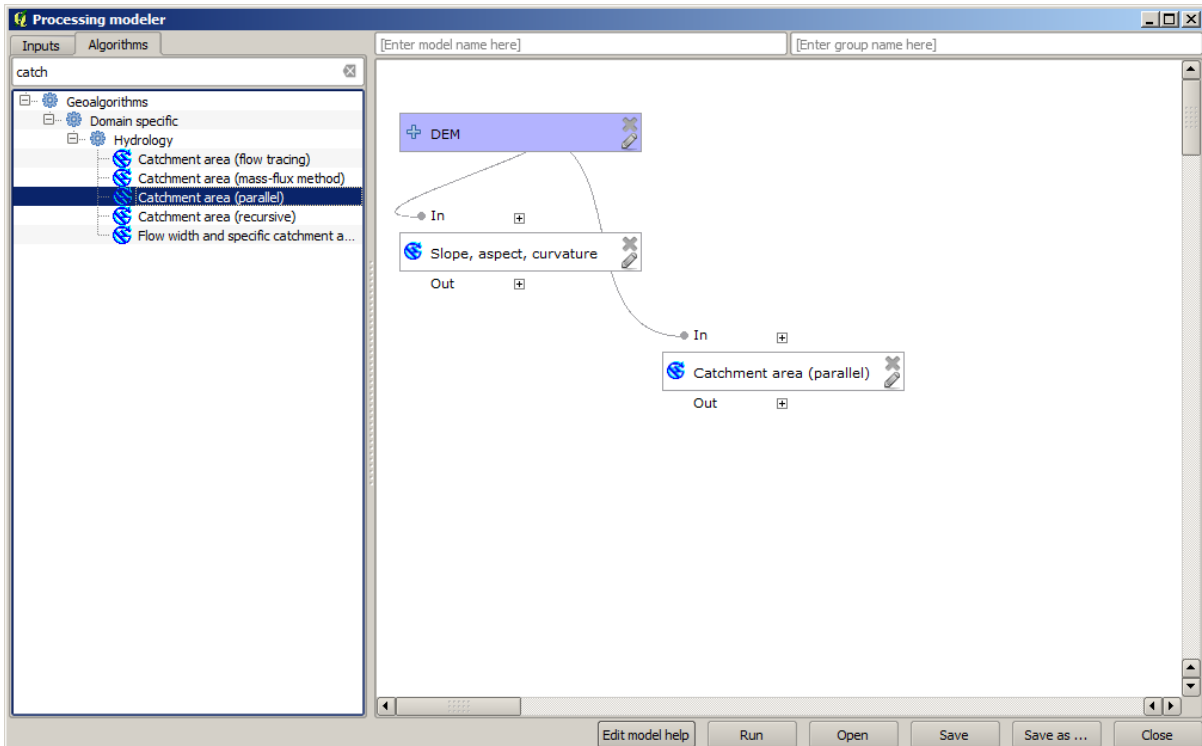 Processing modeler
Inputs
Algorithms
[Enter model name here]
[Enter group name here]
catch
Geoalgorithms
Domain specific
Hydrology
Catchment area (flow tracing)
Catchment area (mass-flux method)
Catchment area (parallel)
Catchment area (recursive)
Flow width and specific catchment a...
DEM
In
Slope, aspect, curvature
Out
In
Catchment area (parallel)
Out
Edit model help
Run
Open
Save
Save as ...
Close